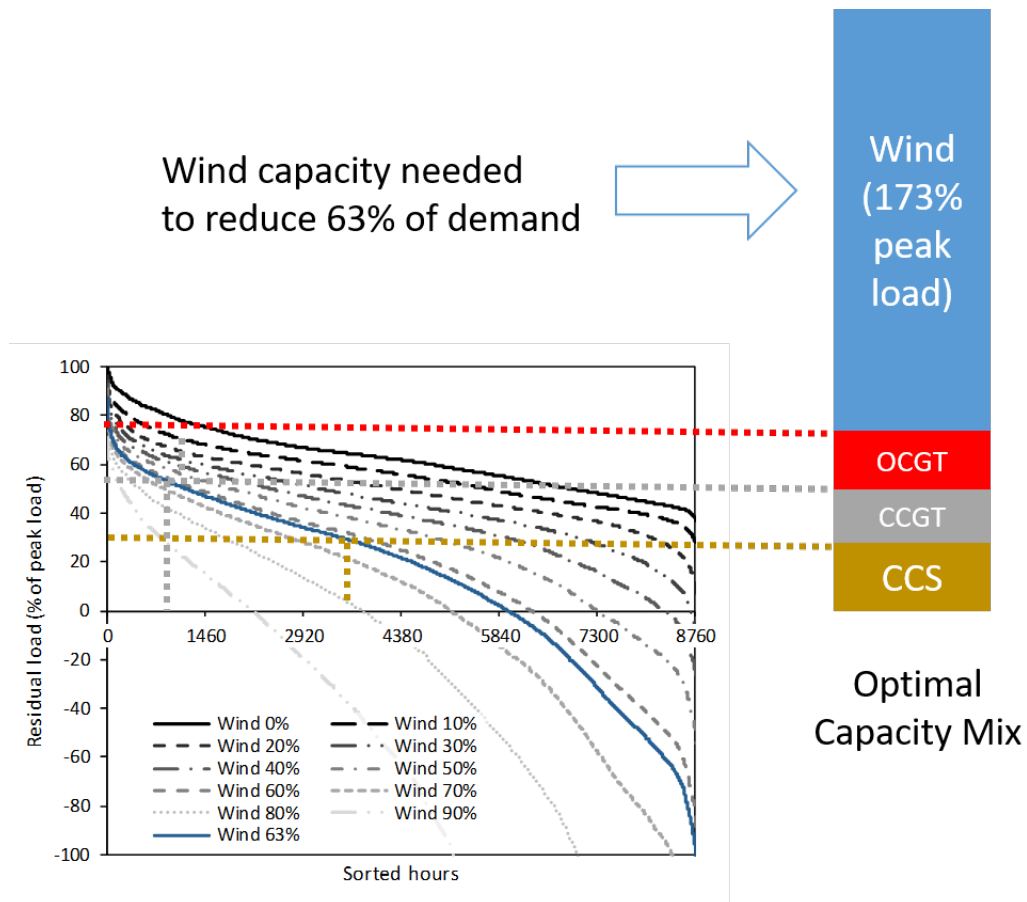 Wind capacity needed
to reduce 63% of demand
Wind
(173%
peak
load)
OCGT
CCGT
CCS
Optimal
Capacity Mix
Residual load (% of peak load)
100
80
60
40
20
0
-20
-40
-60
-80
-100
0 1460 2920 4380 5840 7300 8760
Wind 0% Wind 10%
Wind 20% Wind 30%
Wind 40% Wind 50%
Wind 60% Wind 70%
Wind 80% Wind 90%
Wind 63%
Sorted hours